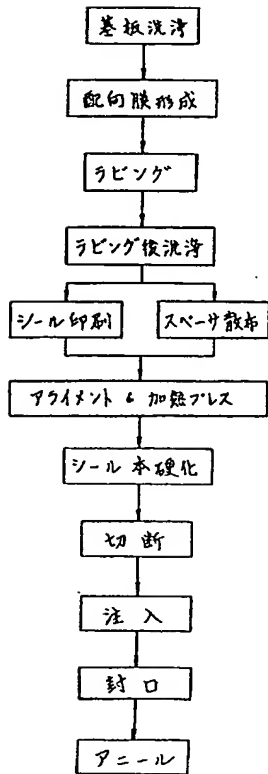 基板洗浄
配向膜形成
ラビング
ラビング後洗浄
シール印刷
スペーサ散布
アライメント & 加熱プレス
シール本硬化
切断
注入
封口
アニール